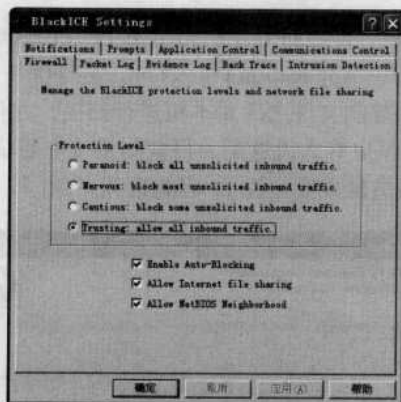 BlackICE Settings
Notifications | Prompts | Application Control | Communications Control
Firewall | Packet Log | Evidence Log | Back Trace | Intrusion Detection
Manage the BlackICE protection levels and network file sharing
Protection Level
Paranoid: block all unsolicited inbound traffic.
Nervous: block most unsolicited inbound traffic.
Cautious: block some unsolicited inbound traffic.
Trusting: allow all inbound traffic.
Enable Auto-Blocking
Allow Internet file sharing
Allow NetBIOS Neighborhood
确定 取消 应用(A) 帮助